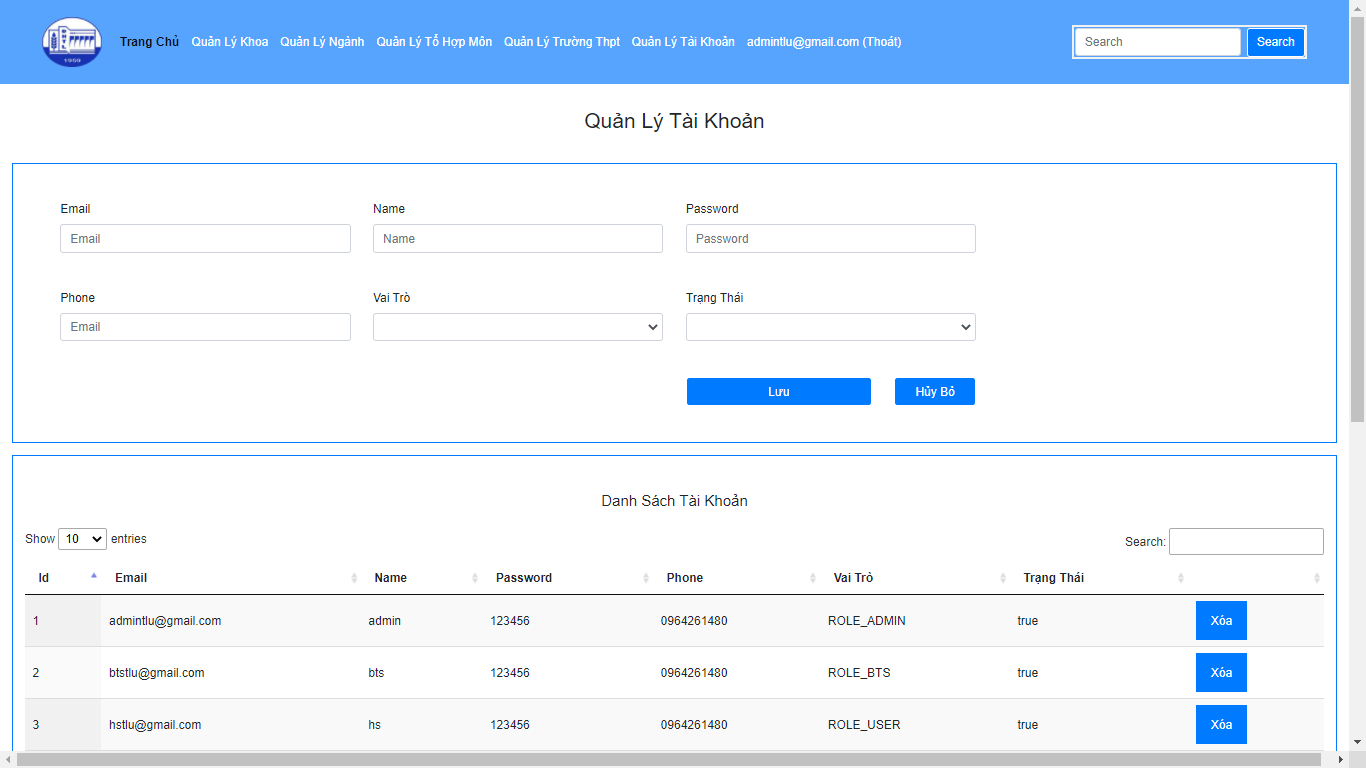 1959
Trang Chủ Quản Lý Khoa Quản Lý Ngành Quản Lý Tổ Hợp Môn Quản Lý Trường Thpt Quản Lý Tài Khoản admintlu@gmail.com (Thoát) Search Search
Quản Lý Tài Khoản
Email Name Password
Email Name Password
Phone Vai Trò Trạng Thái
Email
Lưu Hủy Bỏ
Danh Sách Tài Khoản
Show 10 entries Search:
Id Email Name Password Phone Vai Trò Trạng Thái
1 admintlu@gmail.com admin 123456 0964261480 ROLE_ADMIN true Xóa
2 btstlu@gmail.com bts 123456 0964261480 ROLE_BTS true Xóa
3 hstlu@gmail.com hs 123456 0964261480 ROLE_USER true Xóa